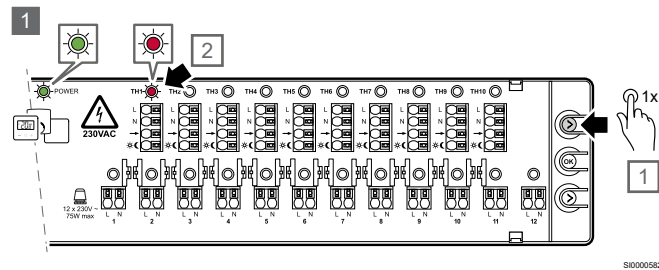 1
2
POWER
TH1 TH2 TH3 TH4 TH5 TH6 TH7 TH8 TH9 TH10
L L L L L L L L L L
N N N N N N N N N N
230VAC
1x
OK
1
12 x 230V ~
75W max
L N L N L N L N L N L N L N L N L N L N L N L N
1 2 3 4 5 6 7 8 9 10 11 12
SI0000582